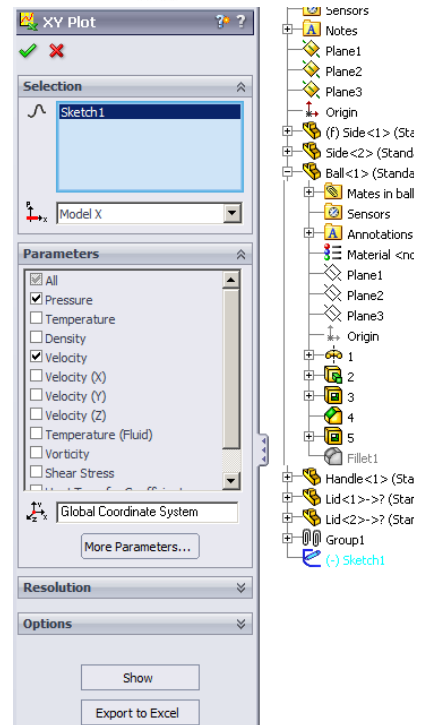 XY Plot
? ?
Selection
Sketch1
Model X
Parameters
All
Pressure
Temperature
Density
Velocity
Velocity (X)
Velocity (Y)
Velocity (Z)
Temperature (Fluid)
Vorticity
Shear Stress
Global Coordinate System
More Parameters...
Resolution
Options
Show
Export to Excel
Sensors
Notes
Plane1
Plane2
Plane3
Origin
(f) Side<1> (Sta
Side<2> (Standa
Ball<1> (Standa
Mates in ball
Sensors
Annotations
Material <no
Plane1
Plane2
Plane3
Origin
1
2
3
4
5
Fillet1
Handle<1> (Sta
Lid<1>->? (Star
Lid<2>->? (Star
Group1
(-) Sketch1